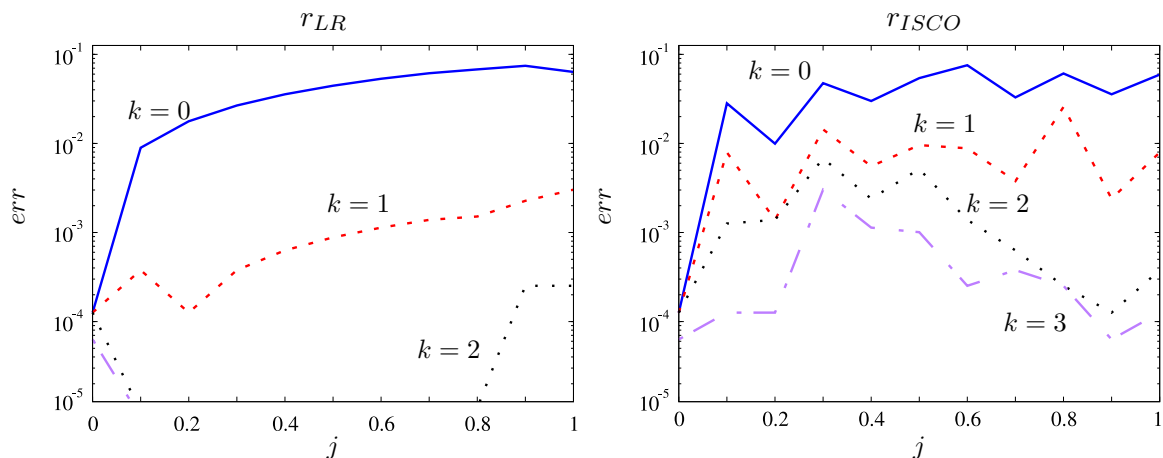 r_{LR}
10^{-1}
10^{-2}
10^{-3}
10^{-4}
10^{-5}
err
k = 0
k = 1
k = 2
0 0.2 0.4 0.6 0.8 1
j
r_{ISCO}
10^{-1}
10^{-2}
10^{-3}
10^{-4}
10^{-5}
err
k = 0
k = 1
k = 2
k = 3
0 0.2 0.4 0.6 0.8 1
j